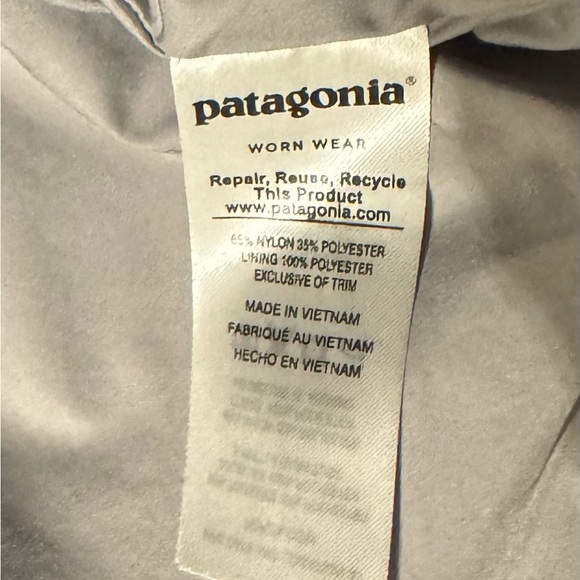 patagonia®
WORN WEAR
Repair, Reuse, Recycle
This Product
www.patagonia.com
65% NYLON 35% POLYESTER
LINING 100% POLYESTER
EXCLUSIVE OF TRIM
MADE IN VIETNAM
FABRIQUÉ AU VIETNAM
HECHO EN VIETNAM